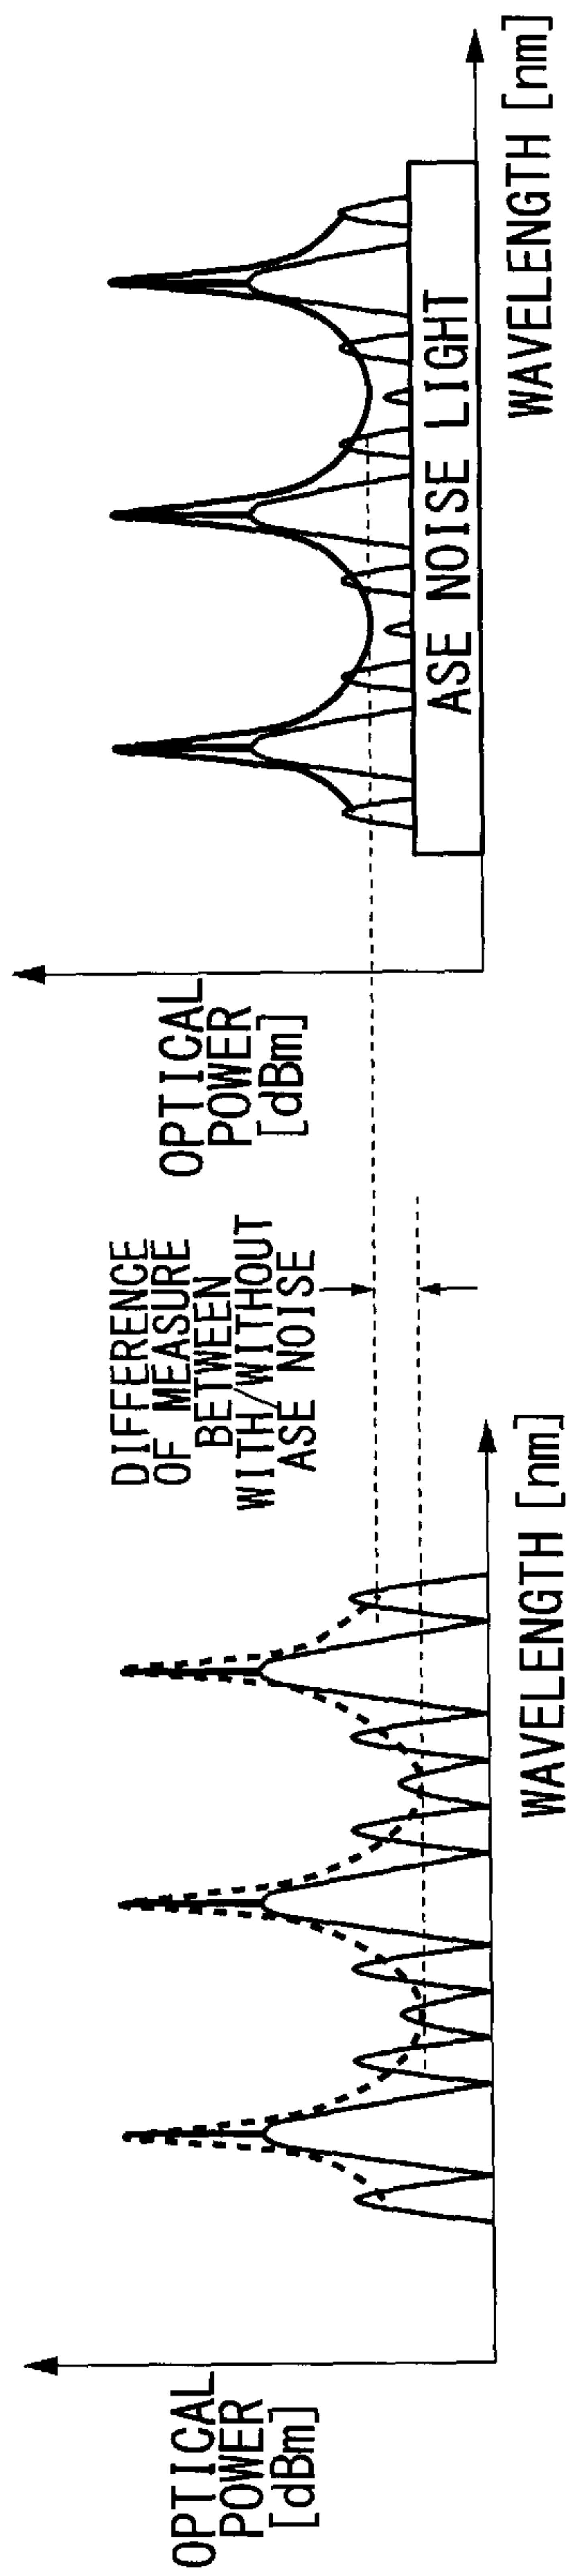 OPTICAL
POWER
[dBm]
WAVELENGTH [nm]
DIFFERENCE
OF MEASURE
BETWEEN
WITH/WITHOUT
ASE NOISE
OPTICAL
POWER
[dBm]
ASE NOISE LIGHT
WAVELENGTH [nm]